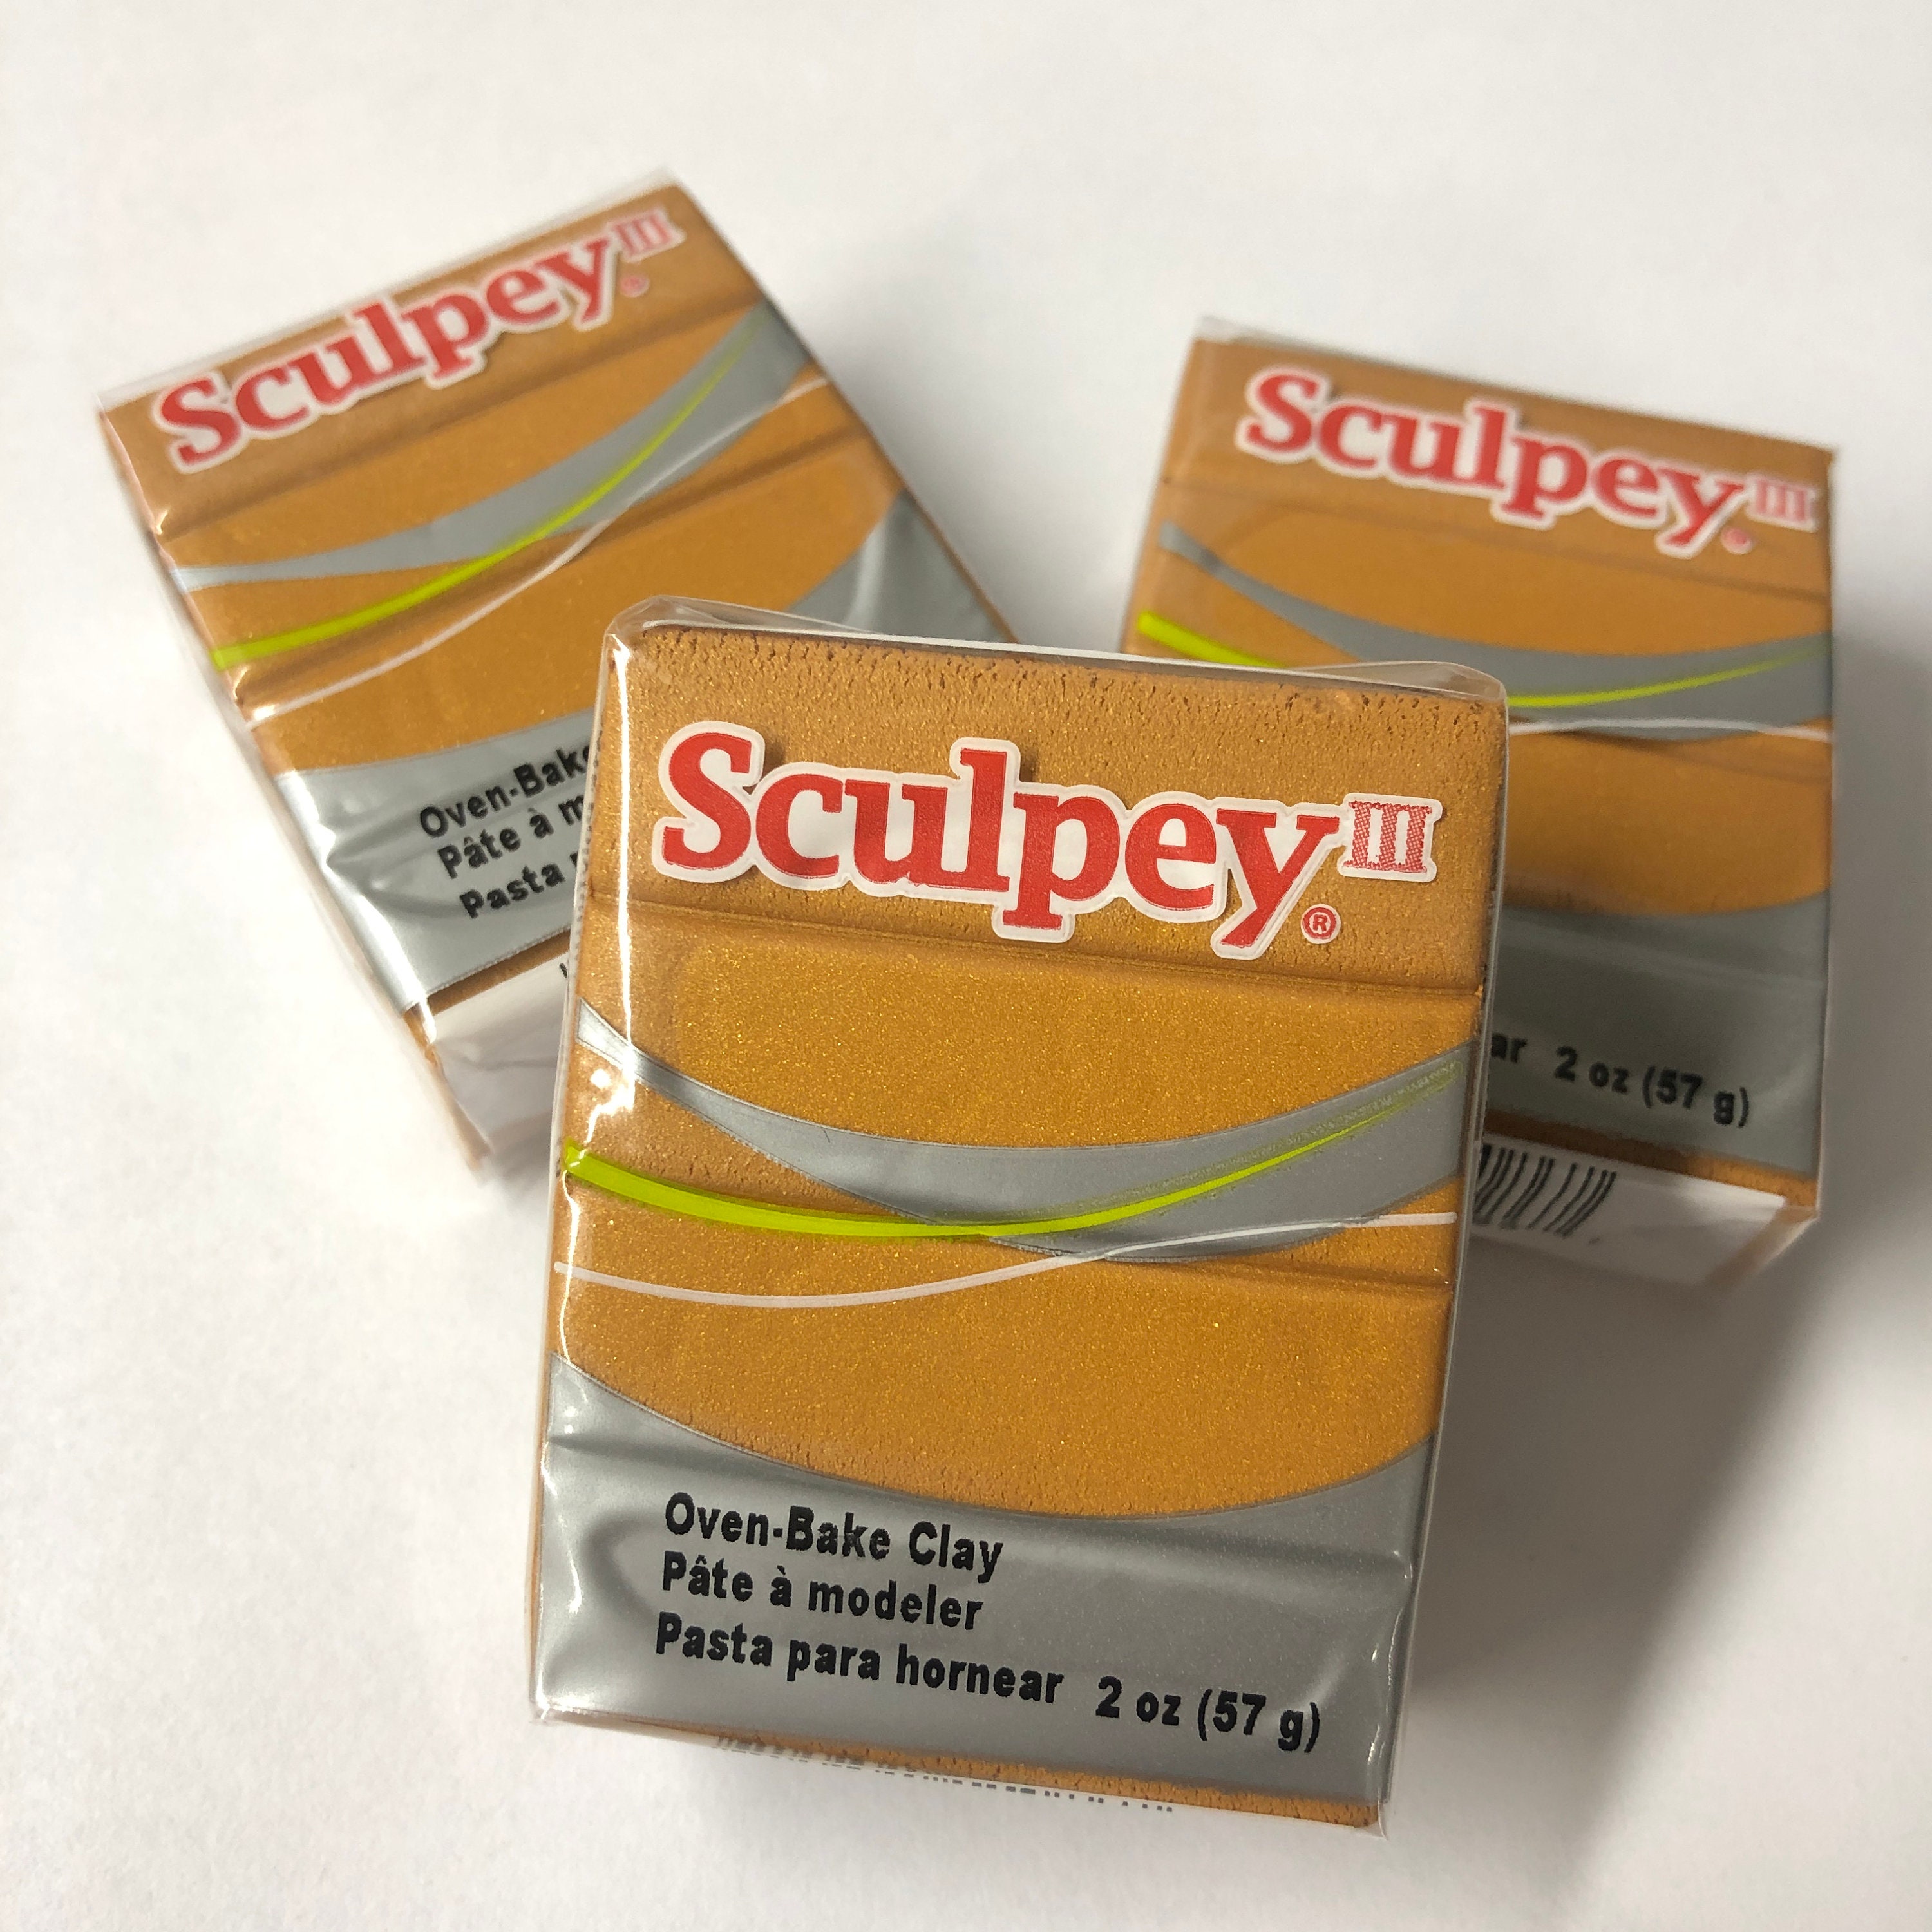 Sculpey III ®
Oven-Bake
Pâte à m
Pasta
Sculpey III ®
ar 2 oz (57 g)
Sculpey III ®
Oven-Bake Clay
Pâte à modeler
Pasta para hornear 2 oz (57 g)